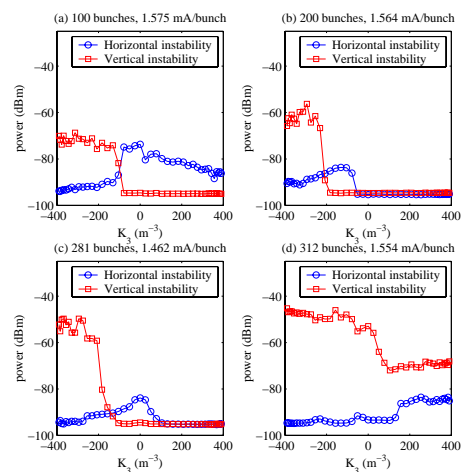 (a) 100 bunches, 1.575 mA/bunch
Horizontal instability
Vertical instability
power (dBm)
−40
−60
−80
−100
−400 −200 0 200 400
K3 (m−3)
(b) 200 bunches, 1.564 mA/bunch
Horizontal instability
Vertical instability
power (dBm)
−40
−60
−80
−100
−400 −200 0 200 400
K3 (m−3)
(c) 281 bunches, 1.462 mA/bunch
Horizontal instability
Vertical instability
power (dBm)
−40
−60
−80
−100
−400 −200 0 200 400
K3 (m−3)
(d) 312 bunches, 1.554 mA/bunch
Horizontal instability
Vertical instability
power (dBm)
−40
−60
−80
−100
−400 −200 0 200 400
K3 (m−3)